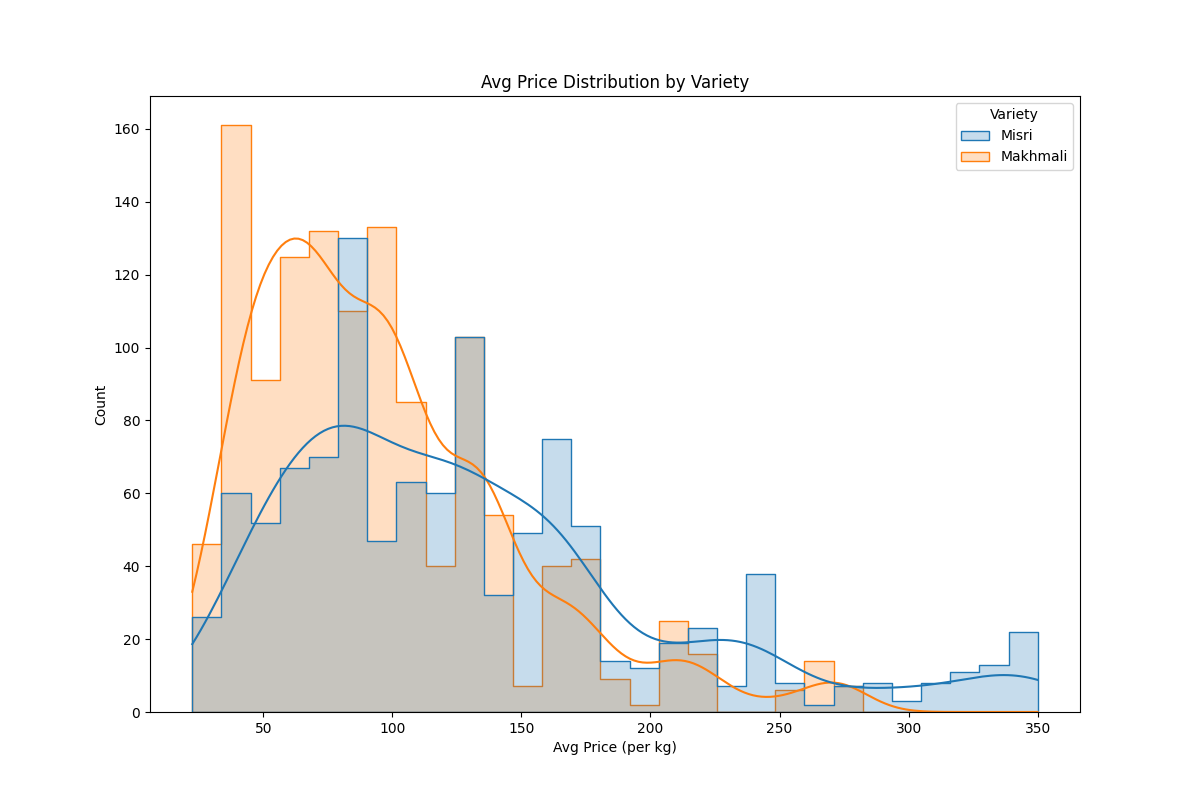 Avg Price Distribution by Variety
Variety
Misri
Makhmali
160
140
120
100
80
60
40
20
0
Count
50 100 150 200 250 300 350
Avg Price (per kg)